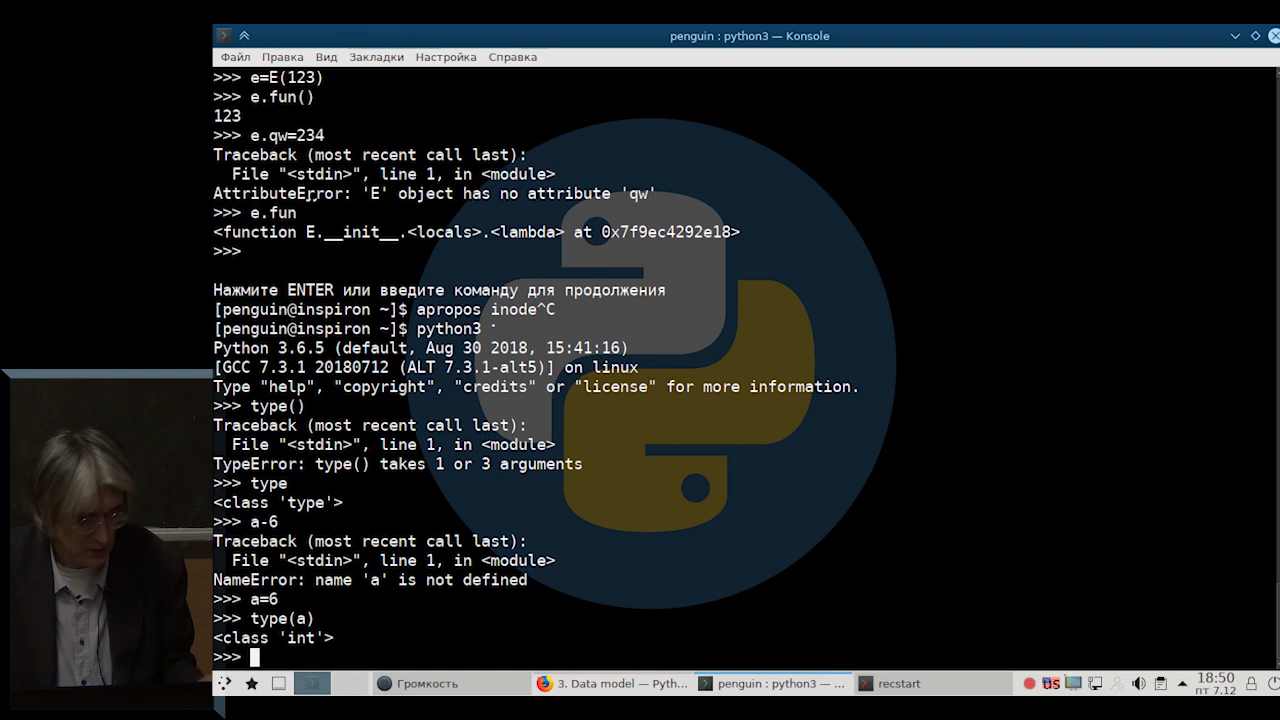 penguin : python3 — Konsole
Файл Правка Вид Закладки Настройка Справка
>>> e=E(123)
>>> e.fun()
123
>>> e.qw=234
Traceback (most recent call last):
  File "<stdin>", line 1, in <module>
AttributeError: 'E' object has no attribute 'qw'
>>> e.fun
<function E.__init__.<locals>.<lambda> at 0x7f9ec4292e18>
>>>
Нажмите ENTER или введите команду для продолжения
[penguin@inspiron ~]$ apropos inode^C
[penguin@inspiron ~]$ python3
Python 3.6.5 (default, Aug 30 2018, 15:41:16)
[GCC 7.3.1 20180712 (ALT 7.3.1-alt5)] on linux
Type "help", "copyright", "credits" or "license" for more information.
>>> type()
Traceback (most recent call last):
  File "<stdin>", line 1, in <module>
TypeError: type() takes 1 or 3 arguments
>>> type
<class 'type'>
>>> a-6
Traceback (most recent call last):
  File "<stdin>", line 1, in <module>
NameError: name 'a' is not defined
>>> a=6
>>> type(a)
<class 'int'>
>>>
Громкость 3. Data model — Pyth... penguin : python3 — ... recstart us 18:50
пт 7.12